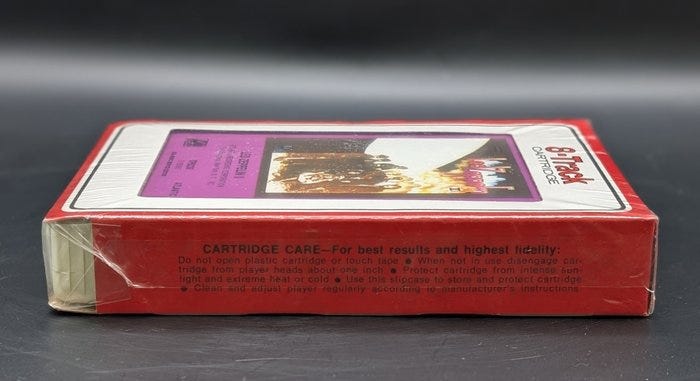 8-Track
CARTRIDGE
LED ZEPPELIN II
CARTRIDGE CARE—For best results and highest fidelity:
Do not open plastic cartridge or touch tape ● When not in use disengage car-
tridge from player heads about one inch ● Protect cartridge from intense sun-
light and extreme heat or cold ● Use this slipcase to store and protect cartridge
● Clean and adjust player regularly according to manufacturer's instructions